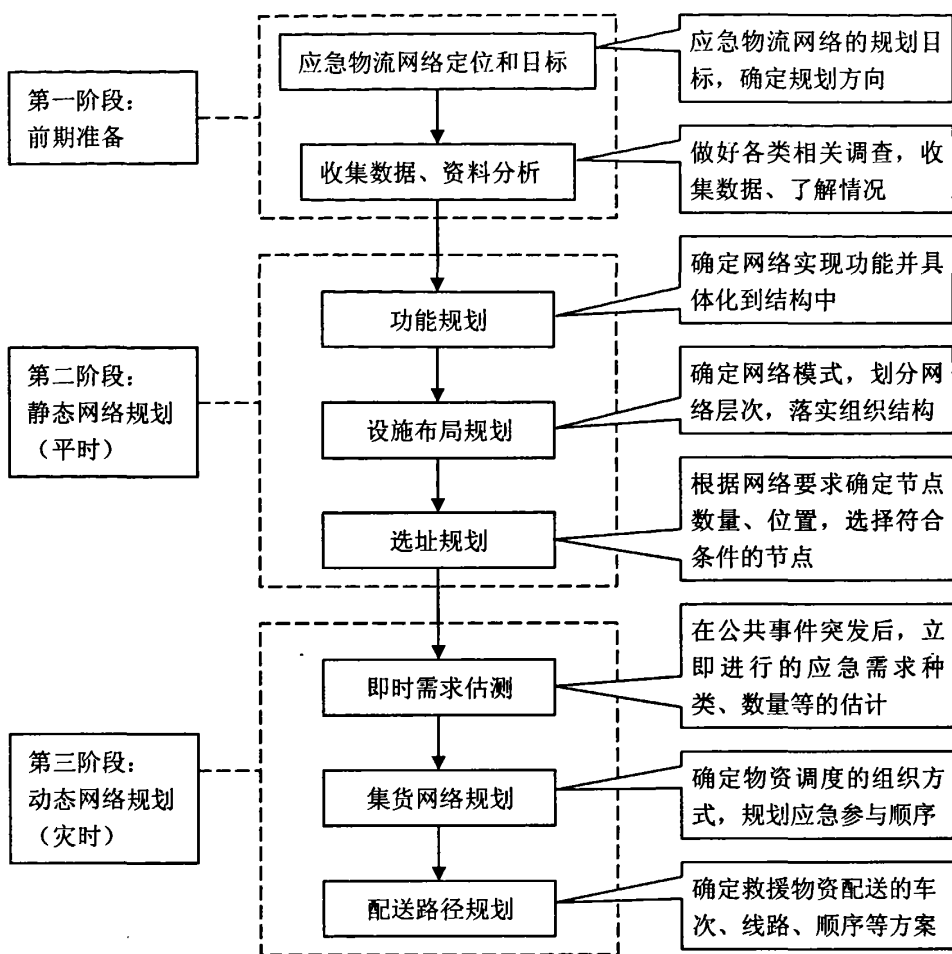 第一阶段：
前期准备
应急物流网络定位和目标
应急物流网络的规划目
标，确定规划方向
收集数据、资料分析
做好各类相关调查，收
集数据、了解情况
第二阶段：
静态网络规划
（平时）
功能规划
确定网络实现功能并具
体化到结构中
设施布局规划
确定网络模式，划分网
络层次，落实组织结构
选址规划
根据网络要求确定节点
数量、位置，选择符合
条件的节点
第三阶段：
动态网络规划
（灾时）
即时需求估测
在公共事件突发后，立
即进行的应急需求种
类、数量等的估计
集货网络规划
确定物资调度的组织方
式，规划应急参与顺序
配送路径规划
确定救援物资配送的车
次、线路、顺序等方案